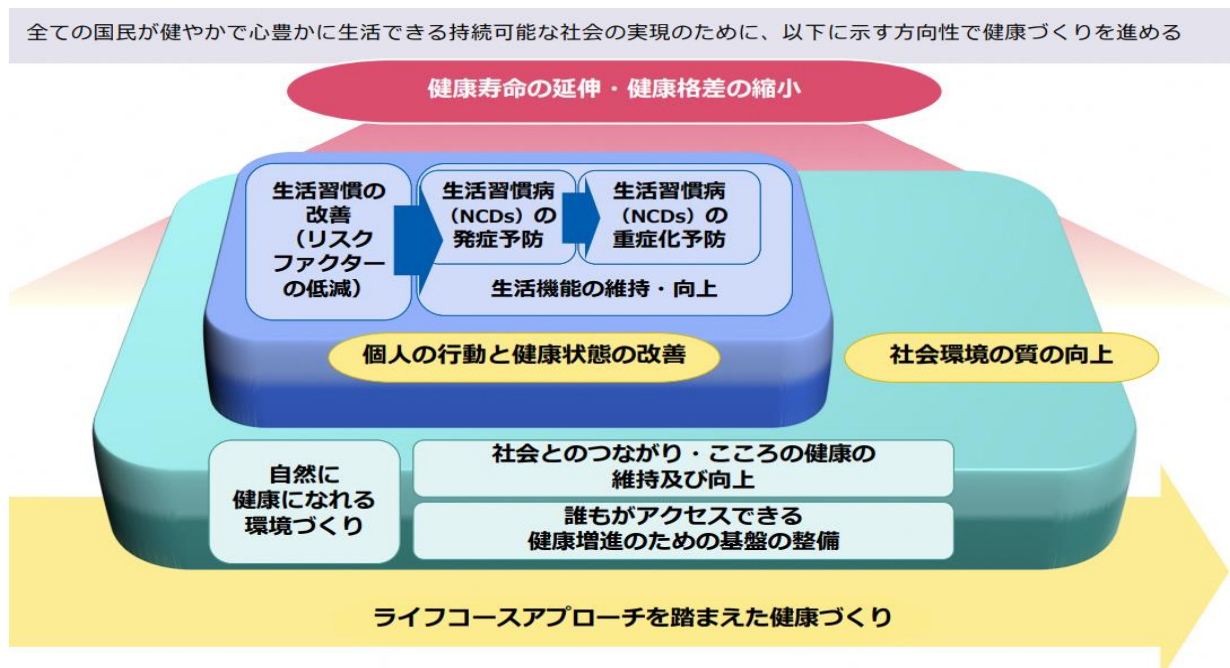 全ての国民が健やかで心豊かに生活できる持続可能な社会の実現のために、以下に示す方向性で健康づくりを進める
健康寿命の延伸・健康格差の縮小
生活習慣の
改善
（リスク
ファクター
の低減）
生活習慣病
（NCDs）の
発症予防
生活習慣病
（NCDs）の
重症化予防
生活機能の維持・向上
個人の行動と健康状態の改善
社会環境の質の向上
自然に
健康になれる
環境づくり
社会とのつながり・こころの健康の
維持及び向上
誰もがアクセスできる
健康増進のための基盤の整備
ライフコースアプローチを踏まえた健康づくり